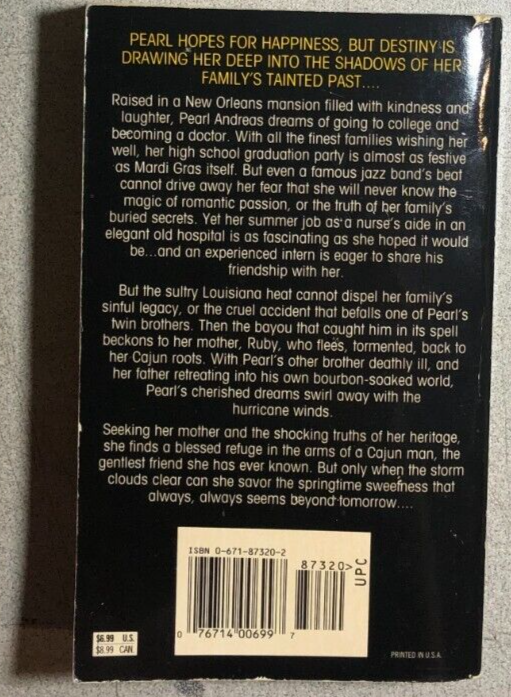 PEARL HOPES FOR HAPPINESS, BUT DESTINY IS
DRAWING HER DEEP INTO THE SHADOWS OF HER
FAMILY'S TAINTED PAST....
Raised in a New Orleans mansion filled with kindness and
laughter, Pearl Andreas dreams of going to college and
becoming a doctor. With all the finest families wishing her
well, her high school graduation party is almost as festive
as Mardi Gras itself. But even a famous jazz band's beat
cannot drive away her fear that she will never know the
magic of romantic passion, or the truth of her family's
buried secrets. Yet her summer job as a nurse's aide in an
elegant old hospital is as fascinating as she hoped it would
be...and an experienced intern is eager to share his
friendship with her.
But the sultry Louisiana heat cannot dispel her family's
sinful legacy, or the cruel accident that befalls one of Pearl's
twin brothers. Then the bayou that caught him in its spell
beckons to her mother, Ruby, who flees, tormented, back to
her Cajun roots. With Pearl's other brother deathly ill, and
her father retreating into his own bourbon-soaked world,
Pearl's cherished dreams swirl away with the
hurricane winds.
Seeking her mother and the shocking truths of her heritage,
she finds a blessed refuge in the arms of a Cajun man, the
gentlest friend she has ever known. But only when the storm
clouds clear can she savor the springtime sweetness that
always, always seems beyond tomorrow....
ISBN 0-671-87320-2
87320>
UPC
0 76714 00699 7
$6.99 U.S.
$8.99 CAN.
PRINTED IN U.S.A.